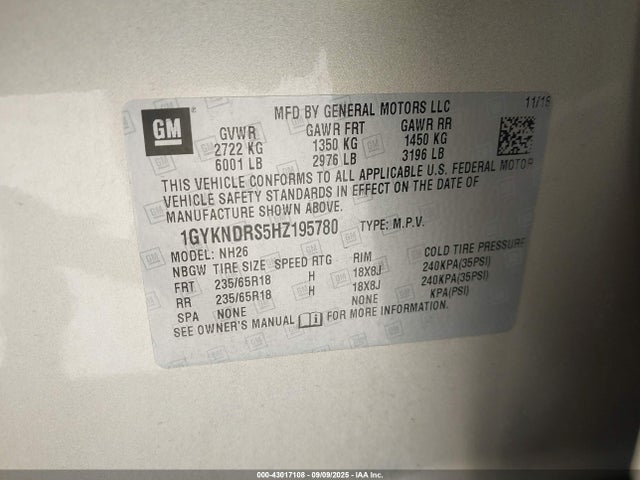 GM
MFD BY GENERAL MOTORS LLC
11/18
GVWR GAWR FRT GAWR RR
2722 KG 1350 KG 1450 KG
6001 LB 2976 LB 3196 LB
THIS VEHICLE CONFORMS TO ALL APPLICABLE U.S. FEDERAL MOTOR
VEHICLE SAFETY STANDARDS IN EFFECT ON THE DATE OF
MANUFACTURE SHOWN ABOVE.
1GYKNDRS5HZ195780 TYPE: M.P.V.
MODEL: NH26
NBGW TIRE SIZE SPEED RTG RIM COLD TIRE PRESSURE
FRT 235/65R18 H 18X8J 240KPA(35PSI)
RR 235/65R18 H 18X8J 240KPA(35PSI)
SPA NONE NONE KPA(PSI)
SEE OWNER'S MANUAL FOR MORE INFORMATION.
000-43017108 - 09/09/2025 - IAA Inc.